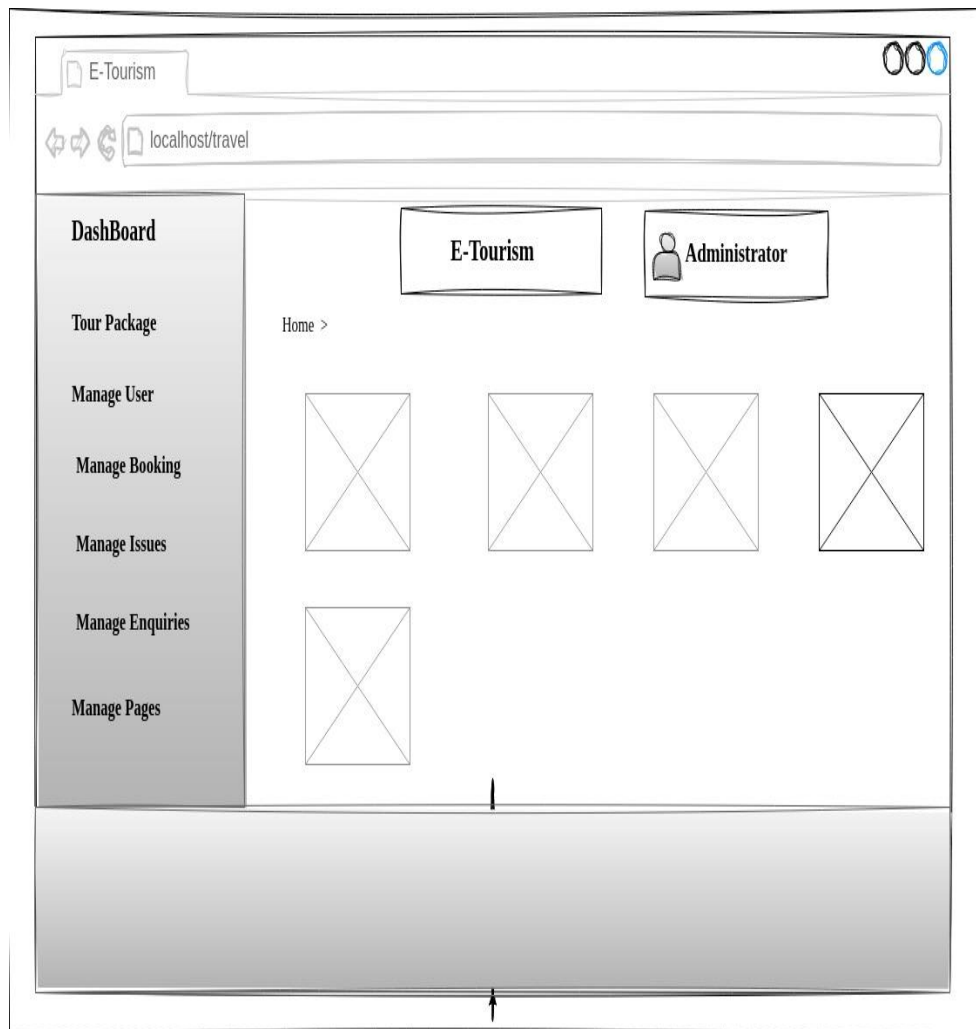 E-Tourism
localhost/travel
DashBoard
E-Tourism
Administrator
Tour Package
Home >
Manage User
Manage Booking
Manage Issues
Manage Enquiries
Manage Pages